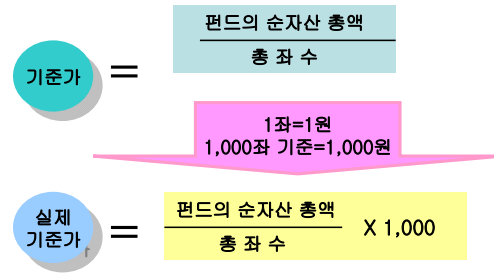 펀드의 순자산 총액
기준가 =
총 좌 수
1좌=1원
1,000좌 기준=1,000원
펀드의 순자산 총액
실제
기준가 = X 1,000
총 좌 수